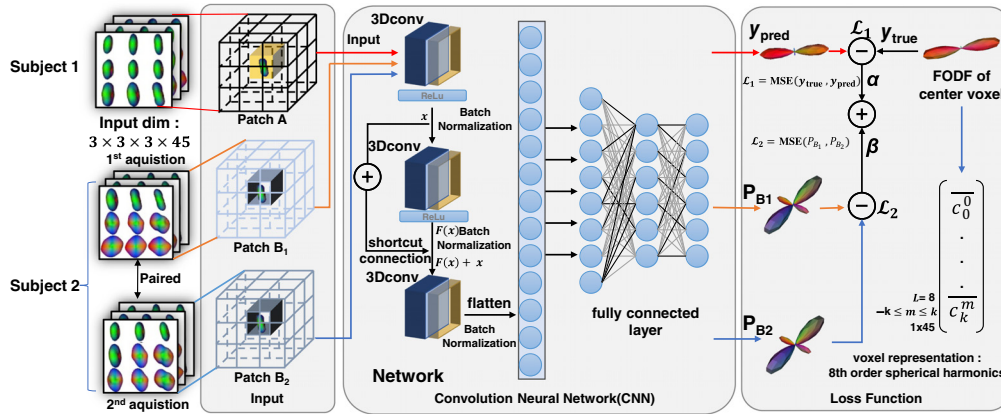 Subject 1
Input dim :
3 × 3 × 3 × 45
1st aquistion
Subject 2
Paired
2nd aquistion
Patch A
Patch B1
Patch B2
Input
Input
3Dconv
ReLu
x
Batch
Normalization
3Dconv
+
ReLu
F(x)
Batch
Normalization
shortcut
connection
F(x) + x
3Dconv
flatten
Batch
Normalization
Network
fully connected
layer
Convolution Neural Network(CNN)
ypred
ℒ1
ytrue
−
ℒ1 = MSE(ytrue , ypred)
α
FODF of
center voxel
+
ℒ2 = MSE(PB1 , PB2)
β
PB1
−
ℒ2
c00
.
.
.
ckm
L= 8
−k ≤ m ≤ k
1x45
PB2
voxel representation :
8th order spherical harmonics
Loss Function